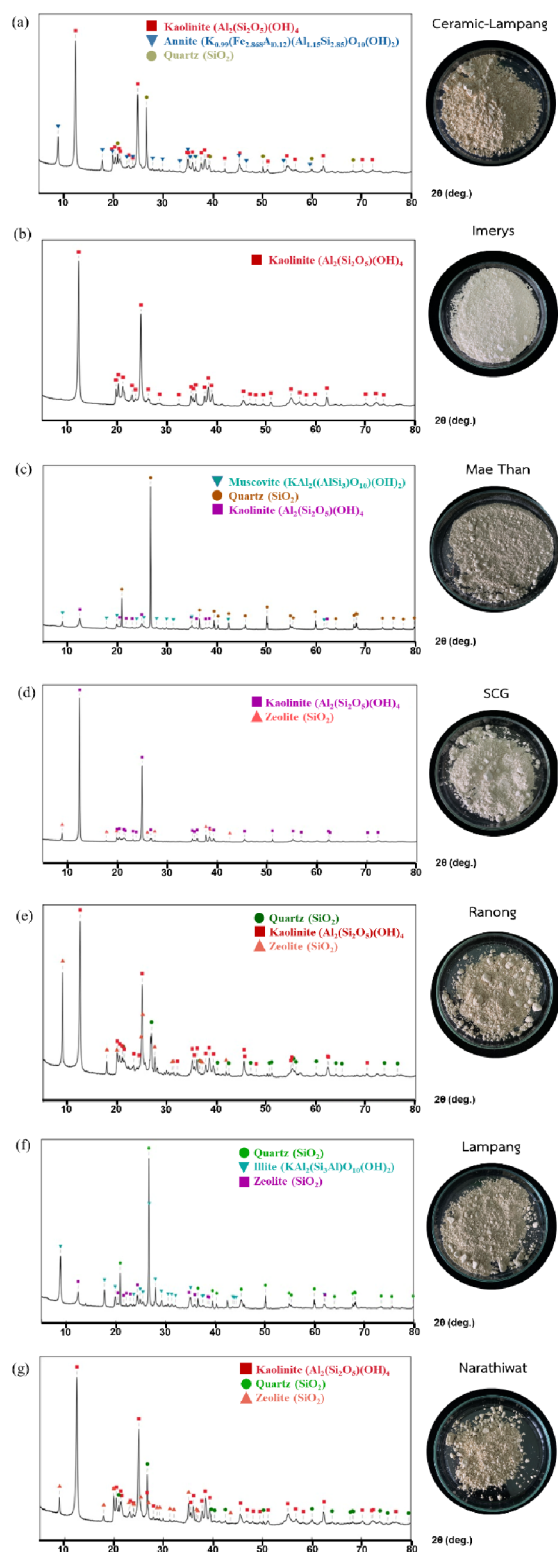 (a)
Kaolinite (Al₂(Si₂O₅)(OH)₄
Annite (K₀.₉₉(Fe₂.₈₆₈Al₀.₁₂)(Al₁.₁₅Si₂.₈₅)O₁₀(OH)₂)
Quartz (SiO₂)
Ceramic-Lampang
10 20 30 40 50 60 70 80
2θ (deg.)
(b)
Kaolinite (Al₂(Si₂O₅)(OH)₄
Imerys
10 20 30 40 50 60 70 80
2θ (deg.)
(c)
Muscovite (KAl₂((AlSi₃)O₁₀)(OH)₂)
Quartz (SiO₂)
Kaolinite (Al₂(Si₂O₅)(OH)₄
Mae Than
10 20 30 40 50 60 70 80
2θ (deg.)
(d)
Kaolinite (Al₂(Si₂O₅)(OH)₄
Zeolite (SiO₂)
SCG
10 20 30 40 50 60 70 80
2θ (deg.)
(e)
Quartz (SiO₂)
Kaolinite (Al₂(Si₂O₅)(OH)₄
Zeolite (SiO₂)
Ranong
10 20 30 40 50 60 70 80
2θ (deg.)
(f)
Quartz (SiO₂)
Illite (KAl₂(Si₃Al)O₁₀(OH)₂)
Zeolite (SiO₂)
Lampang
10 20 30 40 50 60 70 80
2θ (deg.)
(g)
Kaolinite (Al₂(Si₂O₅)(OH)₄
Quartz (SiO₂)
Zeolite (SiO₂)
Narathiwat
10 20 30 40 50 60 70 80
2θ (deg.)